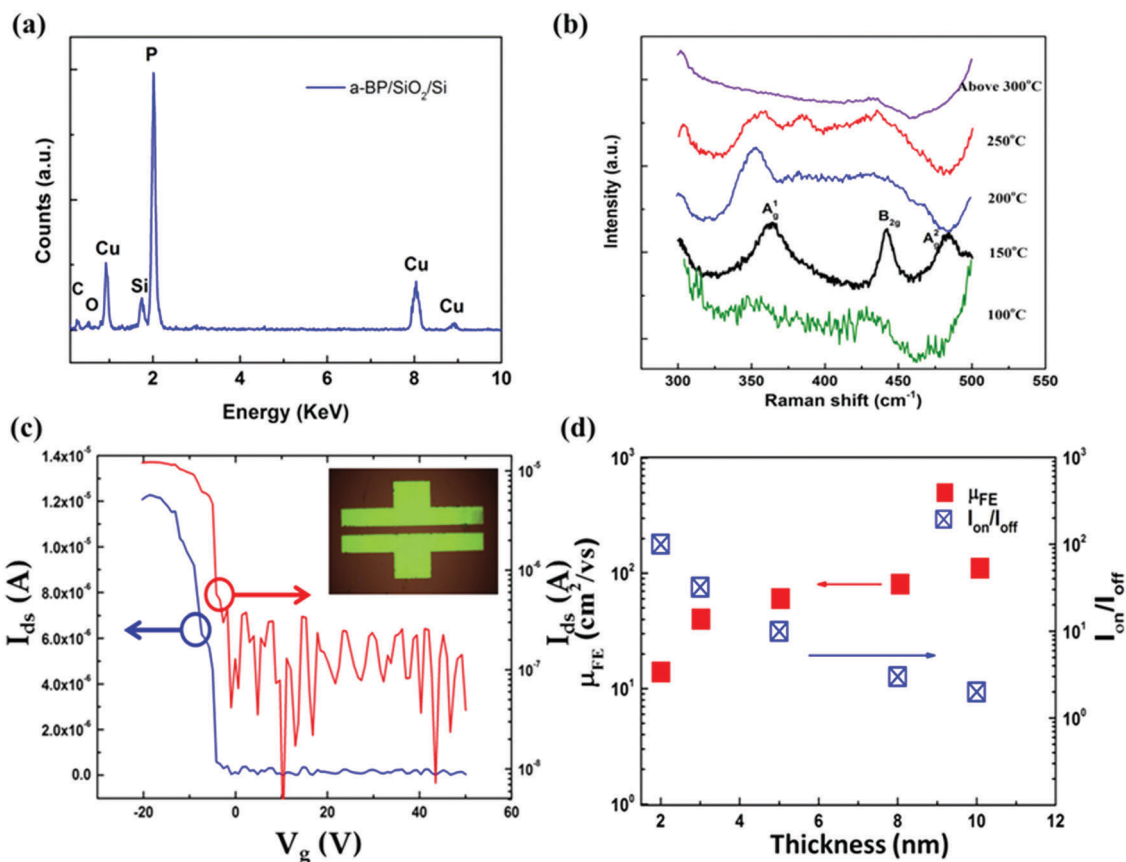 (a)
P
a-BP/SiO₂/Si
Cu
C
O
Si
Cu
Cu
Counts (a.u.)
2 4 6 8 10
Energy (KeV)
(b)
Above 300°C
250°C
200°C
A¹g B2g A²g
150°C
100°C
Intensity (a.u.)
300 350 400 450 500 550
Raman shift (cm⁻¹)
(c)
1.4x10⁻⁵
1.2x10⁻⁵
1.0x10⁻⁵
8.0x10⁻⁶
6.0x10⁻⁶
4.0x10⁻⁶
2.0x10⁻⁶
0.0
Ids (A)
10⁻⁵
10⁻⁶
10⁻⁷
10⁻⁸
Ids (A)
-20 0 20 40 60
Vg (V)
(d)
10³
10²
10¹
10⁰
μFE (cm²/vs)
μFE
Ion/Ioff
10³
10²
10¹
10⁰
Ion/Ioff
2 4 6 8 10 12
Thickness (nm)